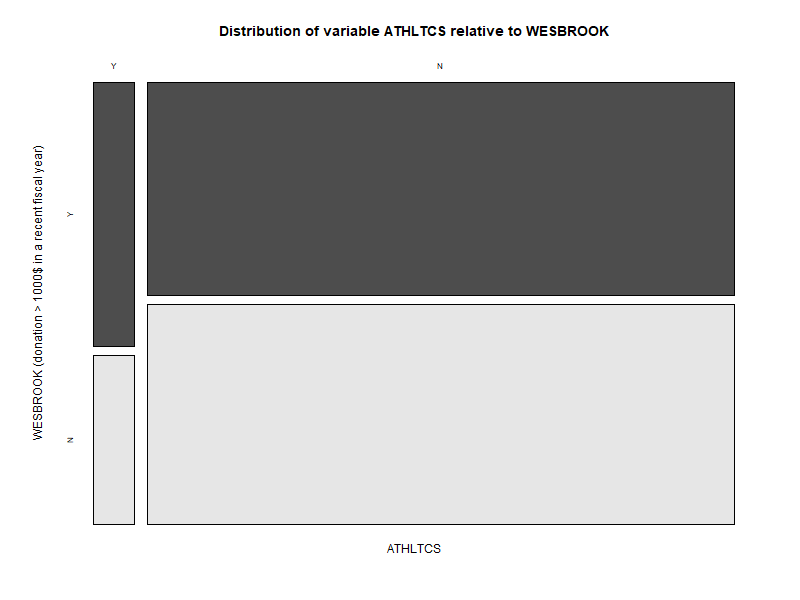 Distribution of variable ATHLTCS relative to WESBROOK
Y
N
WESBROOK (donation > 1000$ in a recent fiscal year)
Y
N
ATHLTCS